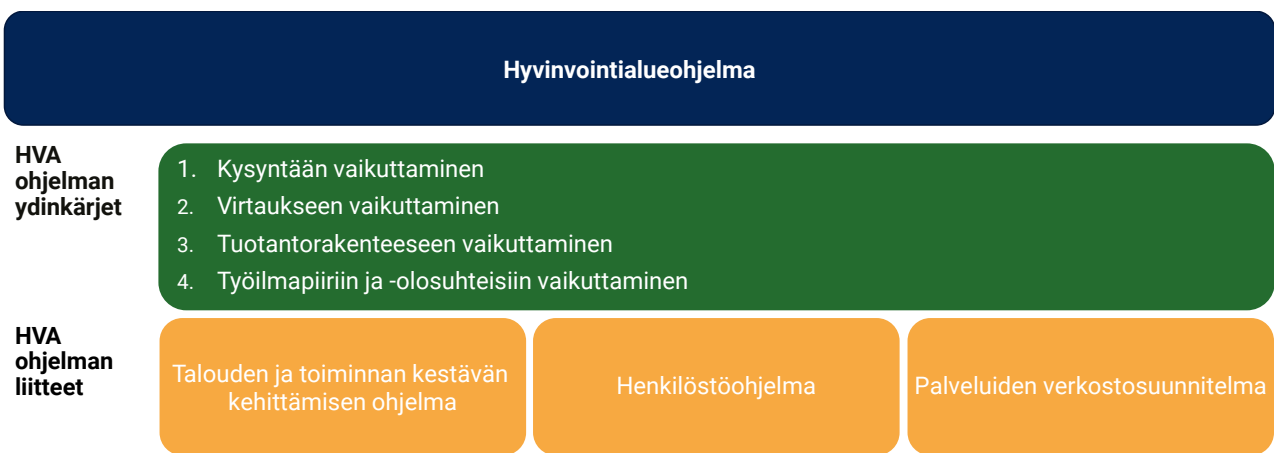 Hyvinvointialueohjelma
HVA
ohjelman
ydinkärjet
1. Kysyntään vaikuttaminen
2. Virtaukseen vaikuttaminen
3. Tuotantorakenteeseen vaikuttaminen
4. Työilmapiiriin ja -olosuhteisiin vaikuttaminen
HVA
ohjelman
liitteet
Talouden ja toiminnan kestävän
kehittämisen ohjelma
Henkilöstöohjelma
Palveluiden verkostosuunnitelma